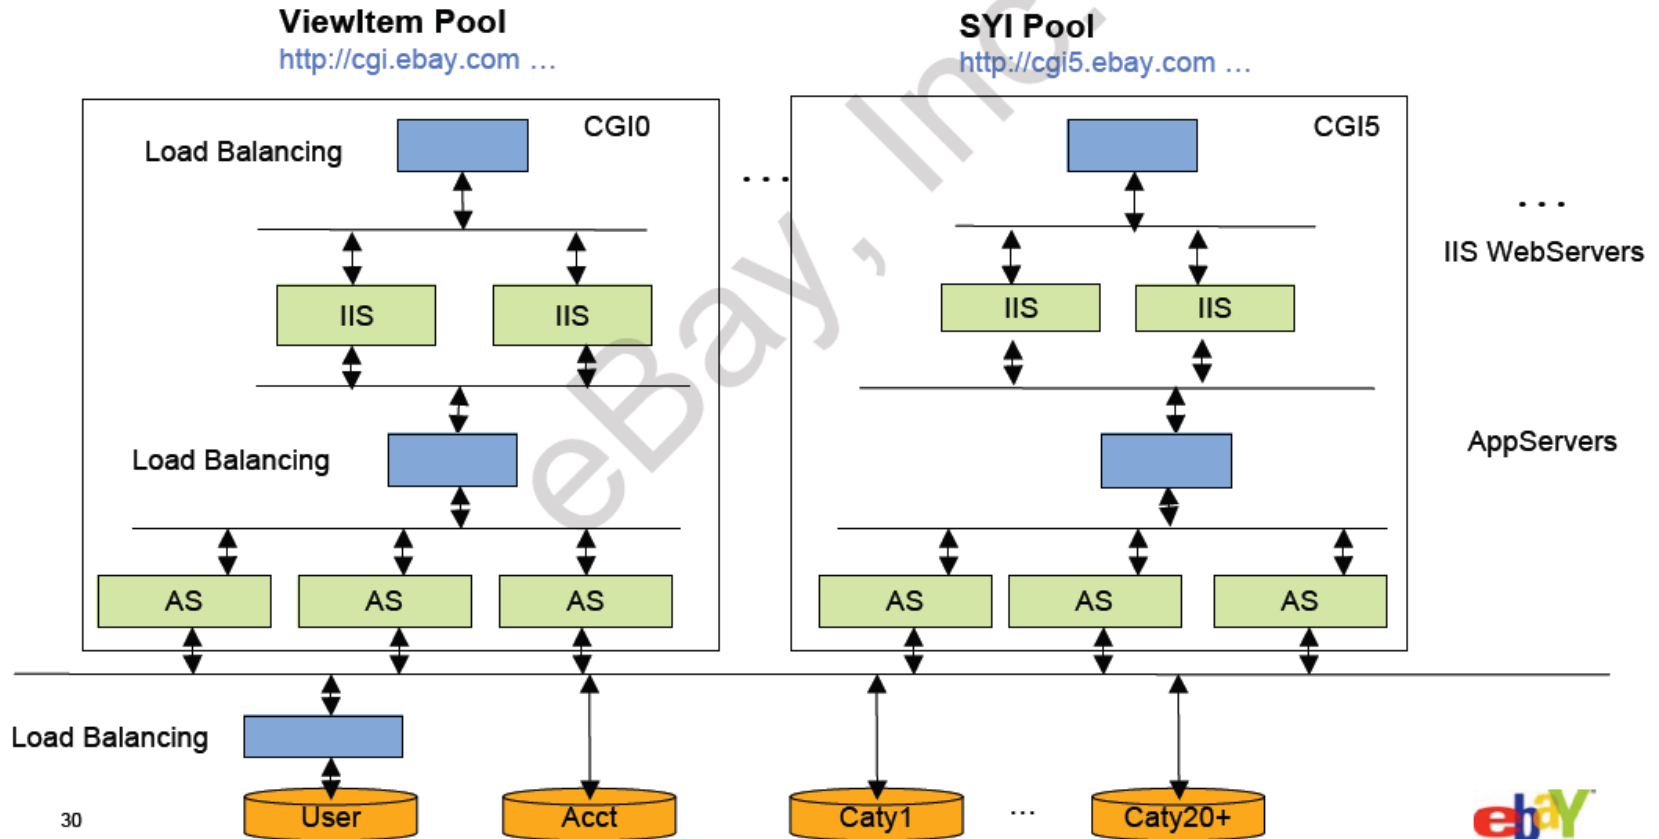 ViewItem Pool
http://cgi.ebay.com ...
SYI Pool
http://cgi5.ebay.com ...
CGI0
Load Balancing
CGI5
...
...
IIS WebServers
IIS
IIS
IIS
IIS
AppServers
Load Balancing
AS
AS
AS
AS
AS
AS
Load Balancing
User
Acct
Caty1
...
Caty20+
30
ebaY
eBay, Inc.